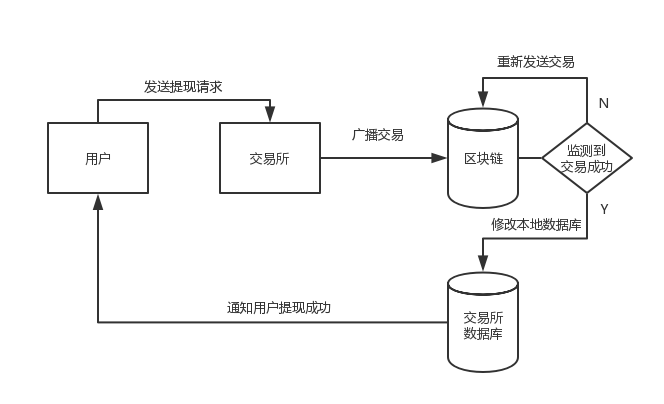 重新发送交易
发送提现请求
N
广播交易
用户
交易所
区块链
监测到
交易成功
Y
修改本地数据库
通知用户提现成功
交易所
数据库